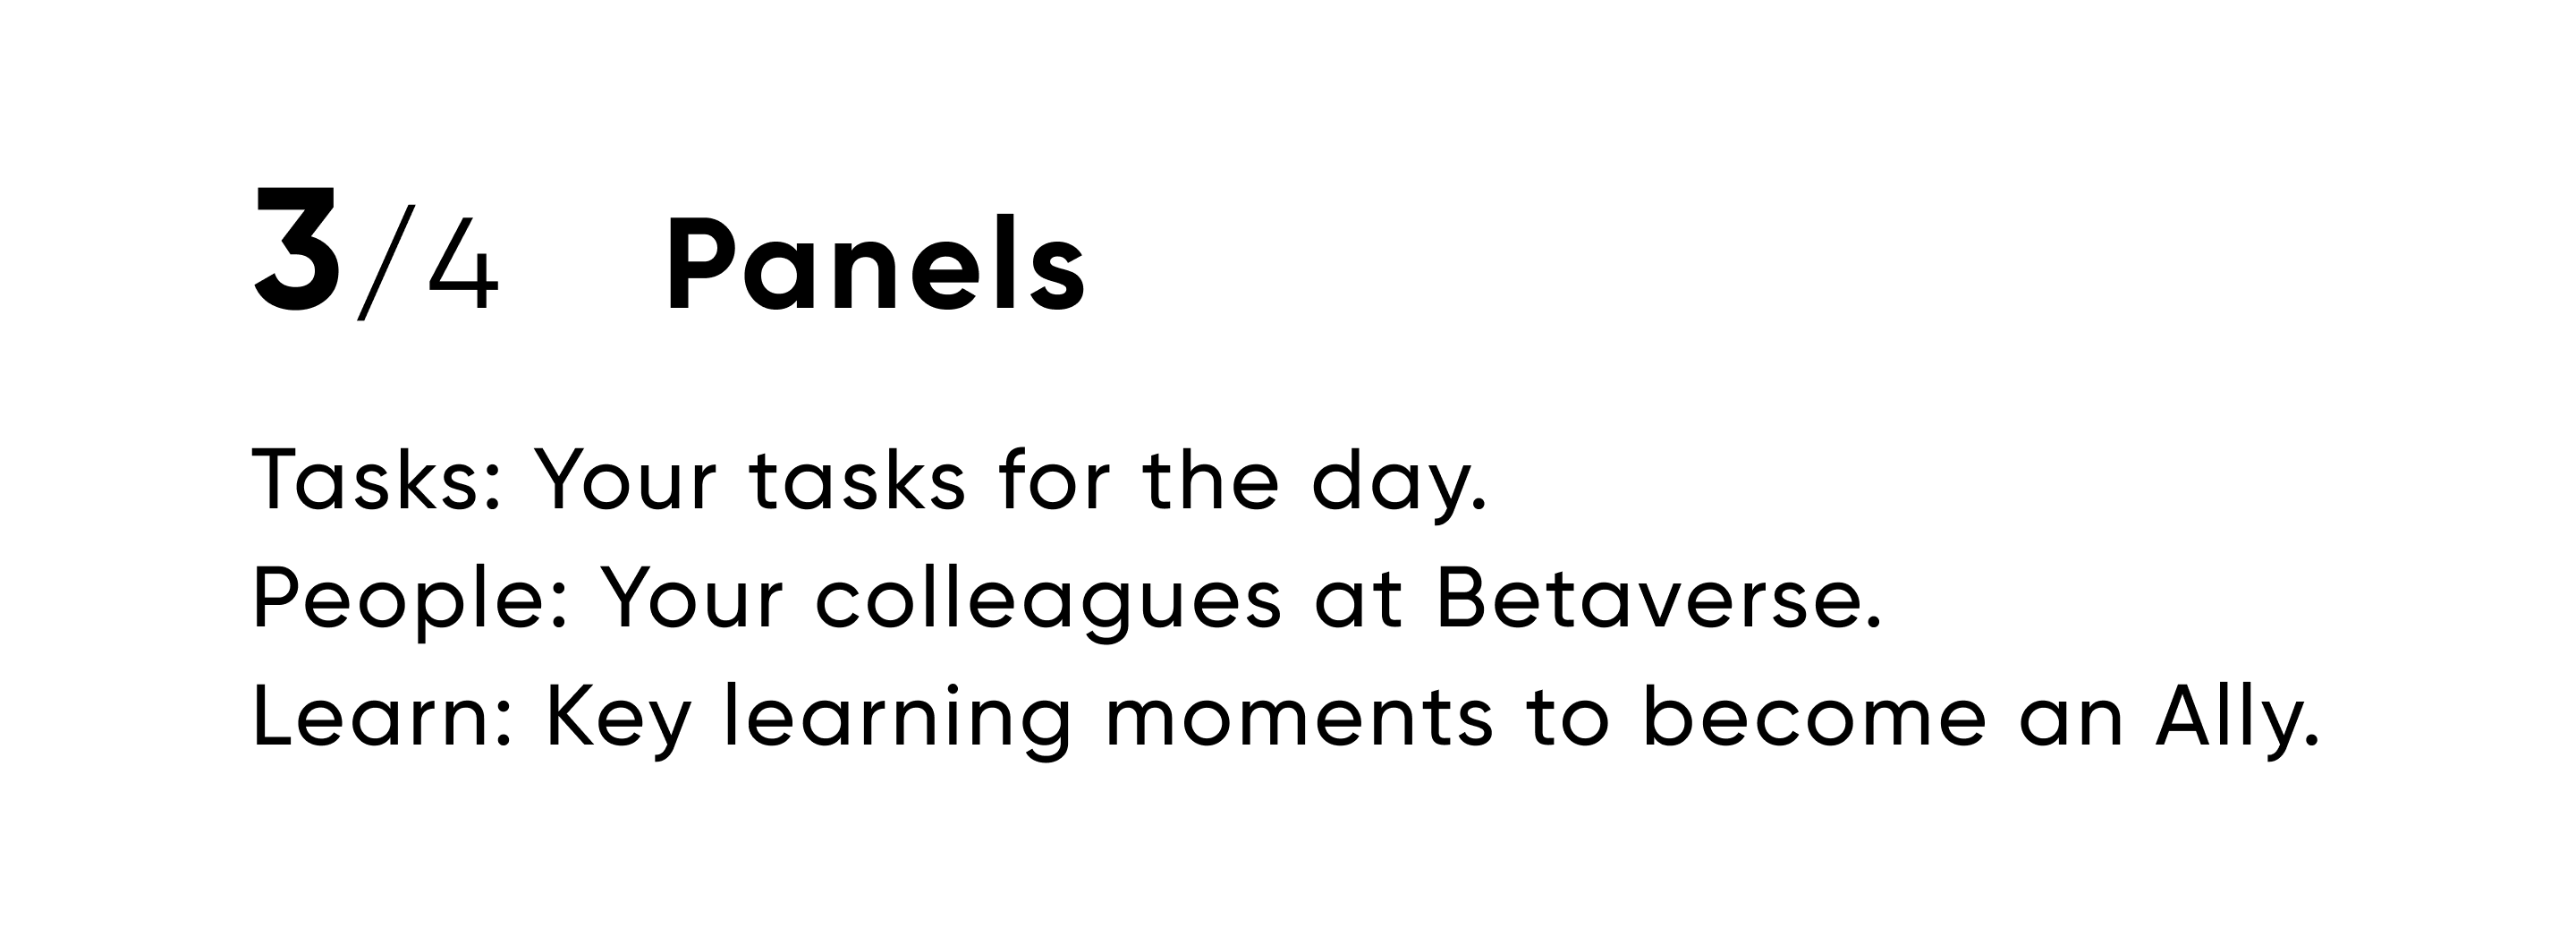 3/4 Panels
Tasks: Your tasks for the day.
People: Your colleagues at Betaverse.
Learn: Key learning moments to become an Ally.